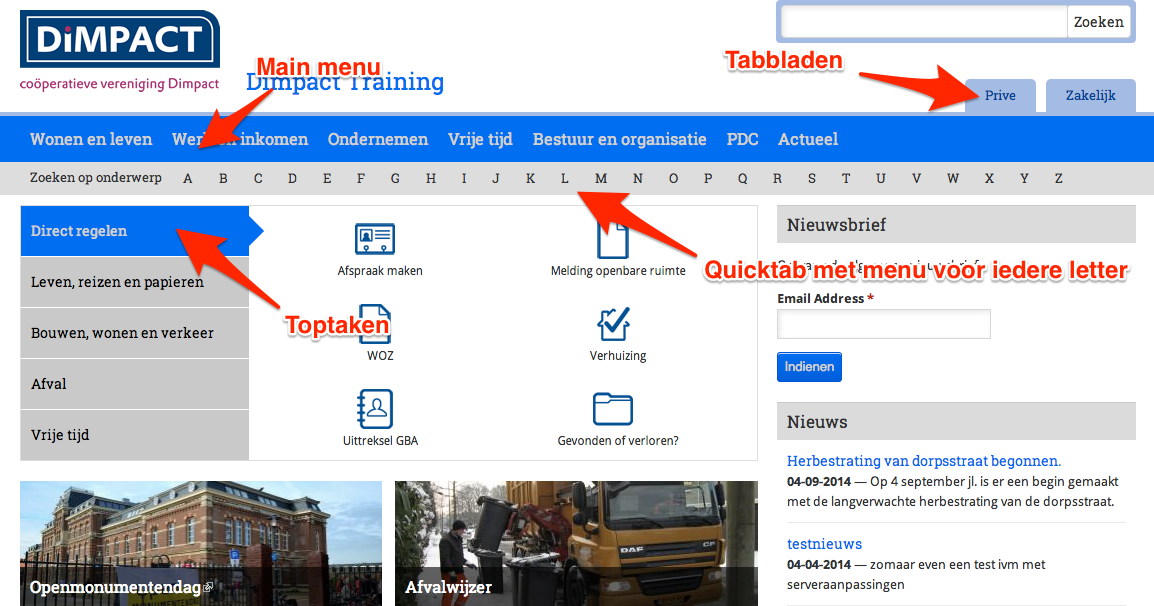 DiMPACT
coöperatieve vereniging Dimpact
Main menu
Dimpact Training
Zoeken
Tabbladen
Prive
Zakelijk
Wonen en leven Werk en inkomen Ondernemen Vrije tijd Bestuur en organisatie PDC Actueel
Zoeken op onderwerp A B C D E F G H I J K L M N O P Q R S T U V W X Y Z
Direct regelen
Leven, reizen en papieren
Bouwen, wonen en verkeer
Afval
Vrije tijd
Toptaken
Afspraak maken
Melding openbare ruimte
WOZ
Verhuizing
Uittreksel GBA
Gevonden of verloren?
Quicktab met menu voor iedere letter
Nieuwsbrief
Email Address *
Indienen
Nieuws
Herbestrating van dorpsstraat begonnen.
04-09-2014 — Op 4 september jl. is er een begin gemaakt
met de langverwachte herbestrating van de dorpsstraat.
testnieuws
04-04-2014 — zomaar even een test ivm met
serveraanpassingen
Openmonumentendag
Afvalwijzer
DAF
CF